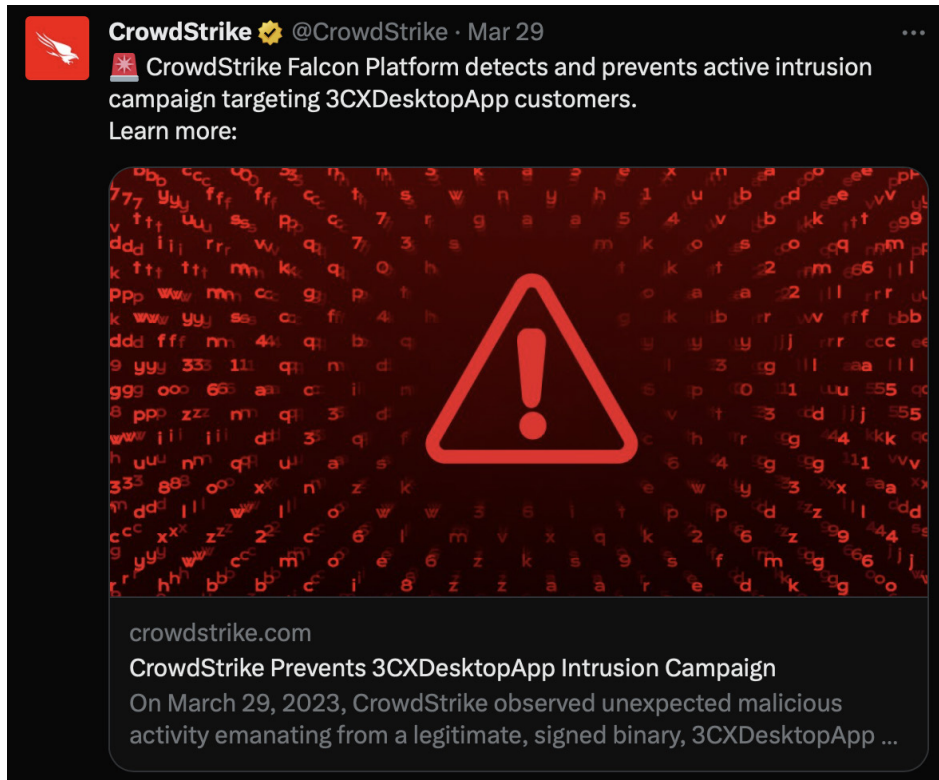 CrowdStrike @CrowdStrike · Mar 29
🚨 CrowdStrike Falcon Platform detects and prevents active intrusion
campaign targeting 3CXDesktopApp customers.
Learn more:
crowdstrike.com
CrowdStrike Prevents 3CXDesktopApp Intrusion Campaign
On March 29, 2023, CrowdStrike observed unexpected malicious
activity emanating from a legitimate, signed binary, 3CXDesktopApp ...